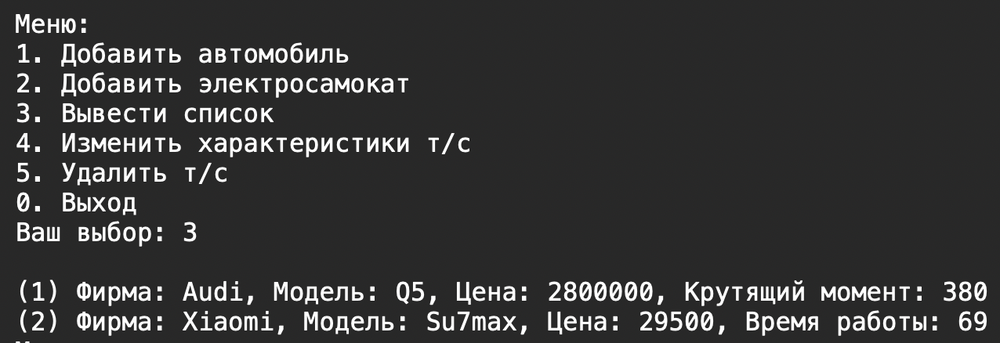 Меню:
1. Добавить автомобиль
2. Добавить электросамокат
3. Вывести список
4. Изменить характеристики т/с
5. Удалить т/с
0. Выход
Ваш выбор: 3
(1) Фирма: Audi, Модель: Q5, Цена: 2800000, Крутящий момент: 380
(2) Фирма: Xiaomi, Модель: Su7max, Цена: 29500, Время работы: 69